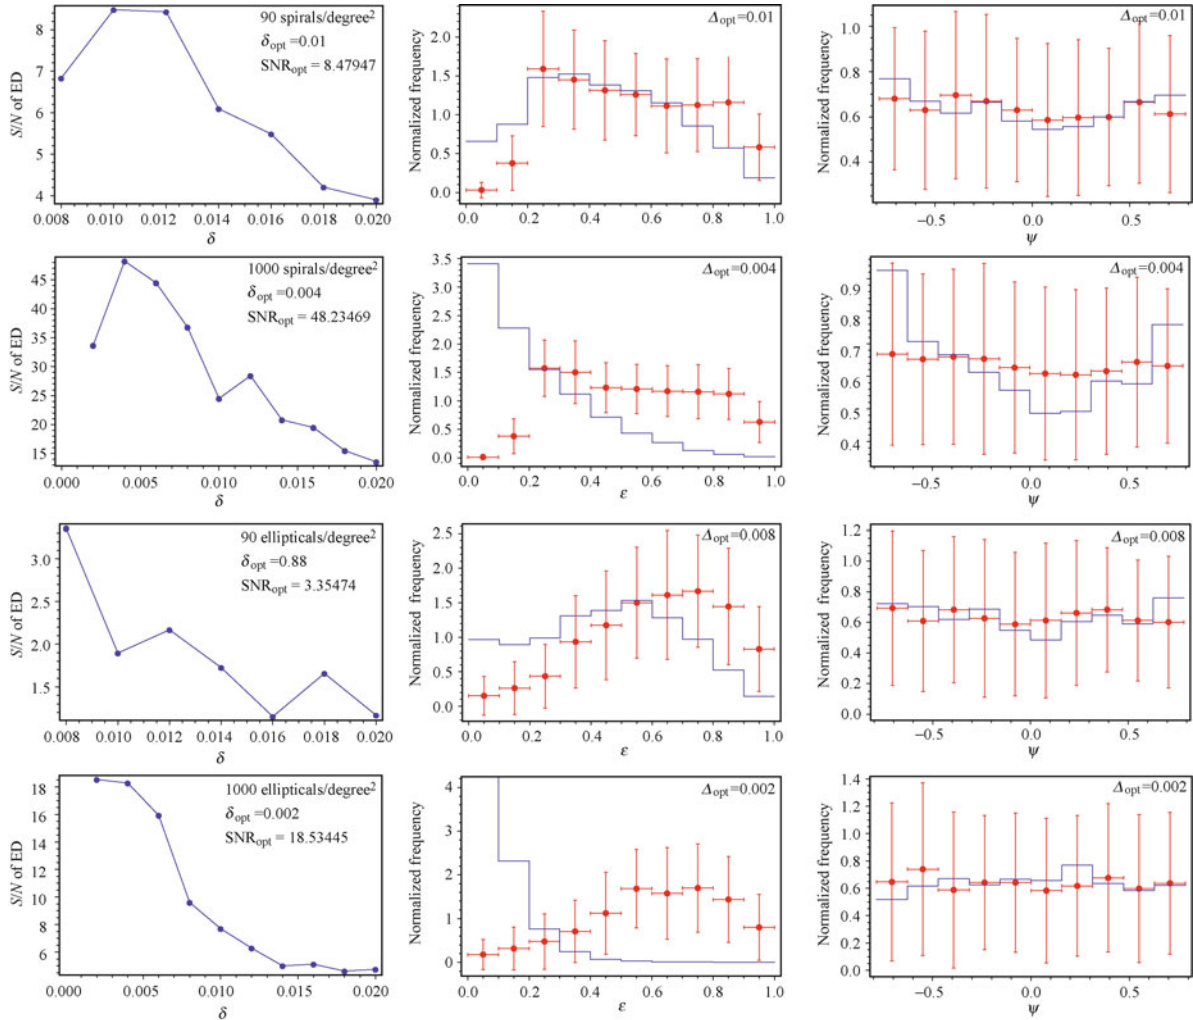 90 spirals/degree²
δopt =0.01
SNRopt = 8.47947
S/N of ED
8
6
4
0.008 0.010 0.012 0.014 0.016 0.018 0.020
δ
Δopt=0.01
Normalized frequency
2.0
1.5
1.0
0.5
0.0
0.0 0.2 0.4 0.6 0.8 1.0
ε
Δopt=0.01
Normalized frequency
1.0
0.8
0.6
0.4
−0.5 0.0 0.5
ψ
1000 spirals/degree²
δopt =0.004
SNRopt = 48.23469
S/N of ED
45
40
35
30
25
20
15
0.000 0.005 0.010 0.015 0.020
δ
Δopt=0.004
Normalized frequency
3.5
3.0
2.5
2.0
1.5
1.0
0.5
0.0
0.0 0.2 0.4 0.6 0.8 1.0
ε
Δopt=0.004
Normalized frequency
0.9
0.8
0.7
0.6
0.5
0.4
−0.5 0.0 0.5
ψ
90 ellipticals/degree²
δopt =0.88
SNRopt = 3.35474
S/N of ED
3.0
2.5
2.0
1.5
0.008 0.010 0.012 0.014 0.016 0.018 0.020
δ
Δopt=0.008
Normalized frequency
2.5
2.0
1.5
1.0
0.5
0.0
0.0 0.2 0.4 0.6 0.8 1.0
ε
Δopt=0.008
Normalized frequency
1.2
1.0
0.8
0.6
0.4
0.2
0.0
−0.5 0.0 0.5
ψ
1000 ellipticals/degree²
δopt =0.002
SNRopt = 18.53445
S/N of ED
18
16
14
12
10
8
6
0.000 0.005 0.010 0.015 0.020
δ
Δopt=0.002
Normalized frequency
4
3
2
1
0
0.0 0.2 0.4 0.6 0.8 1.0
ε
Δopt=0.002
Normalized frequency
1.4
1.2
1.0
0.8
0.6
0.4
0.2
0.0
−0.5 0.0 0.5
ψ